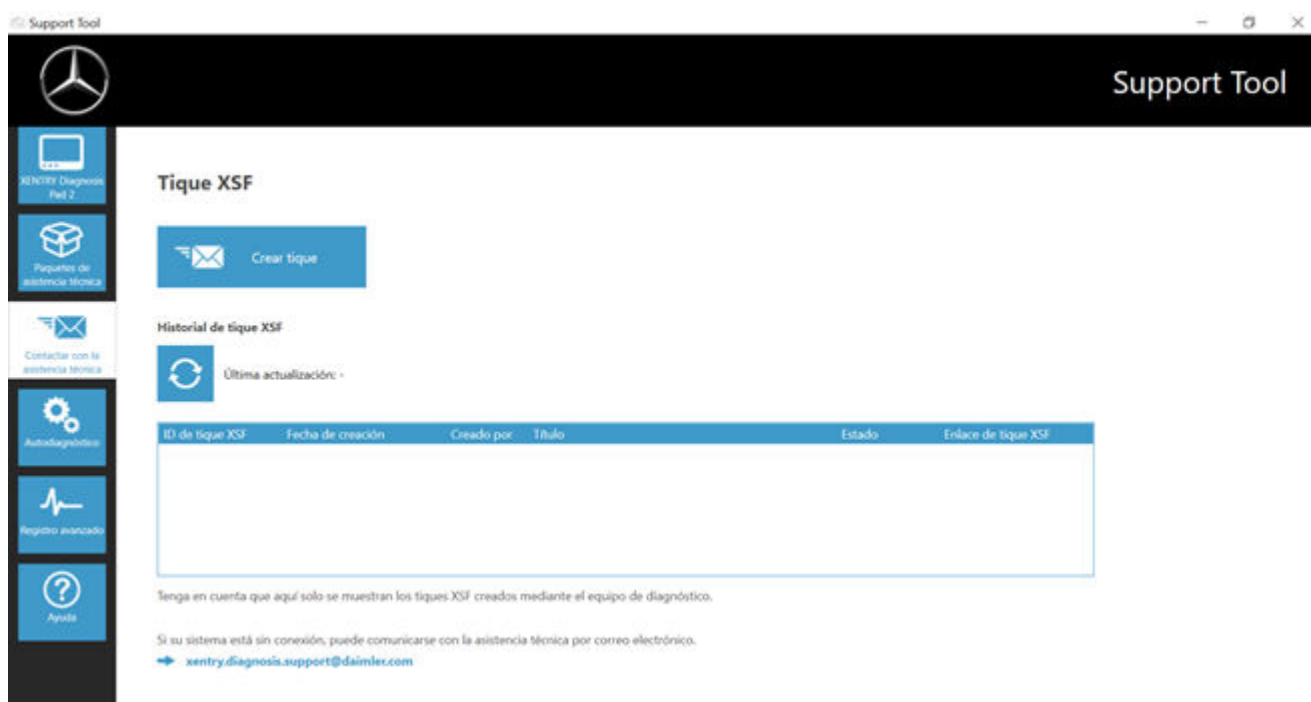 Support Tool
Support Tool
XENTRY Diagnosis
Pad 2
Paquetes de
asistencia técnica
Contactar con la
asistencia técnica
Autodiagnóstico
Registro avanzado
Ayuda
Tique XSF
Crear tique
Historial de tique XSF
Última actualización: -
ID de tique XSF Fecha de creación Creado por Título Estado Enlace de tique XSF
Tenga en cuenta que aquí solo se muestran los tiques XSF creados mediante el equipo de diagnóstico.
Si su sistema está sin conexión, puede comunicarse con la asistencia técnica por correo electrónico.
xentry.diagnosis.support@daimler.com